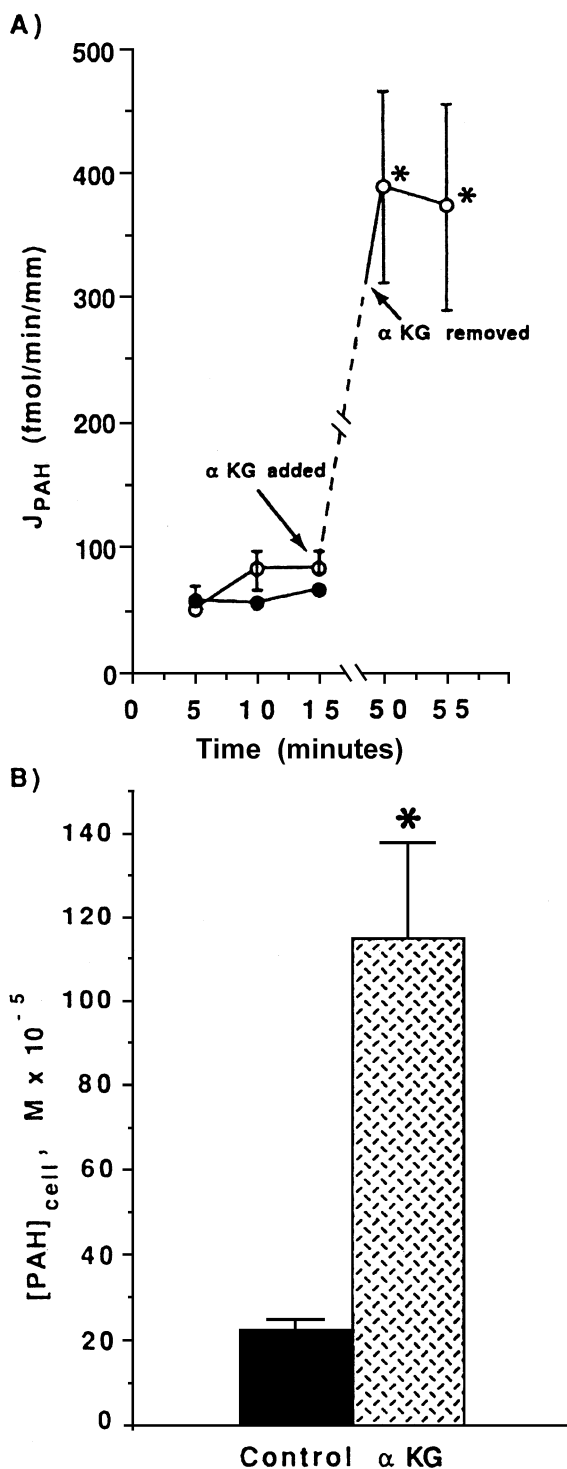 A)
500
400
300
200
100
0
J PAH (fmol/min/mm)
*
*
α KG removed
α KG added
0 5 10 15 50 55
Time (minutes)
B)
140
120
100
80
60
40
20
0
[PAH] cell, M x 10 -5
*
Control α KG